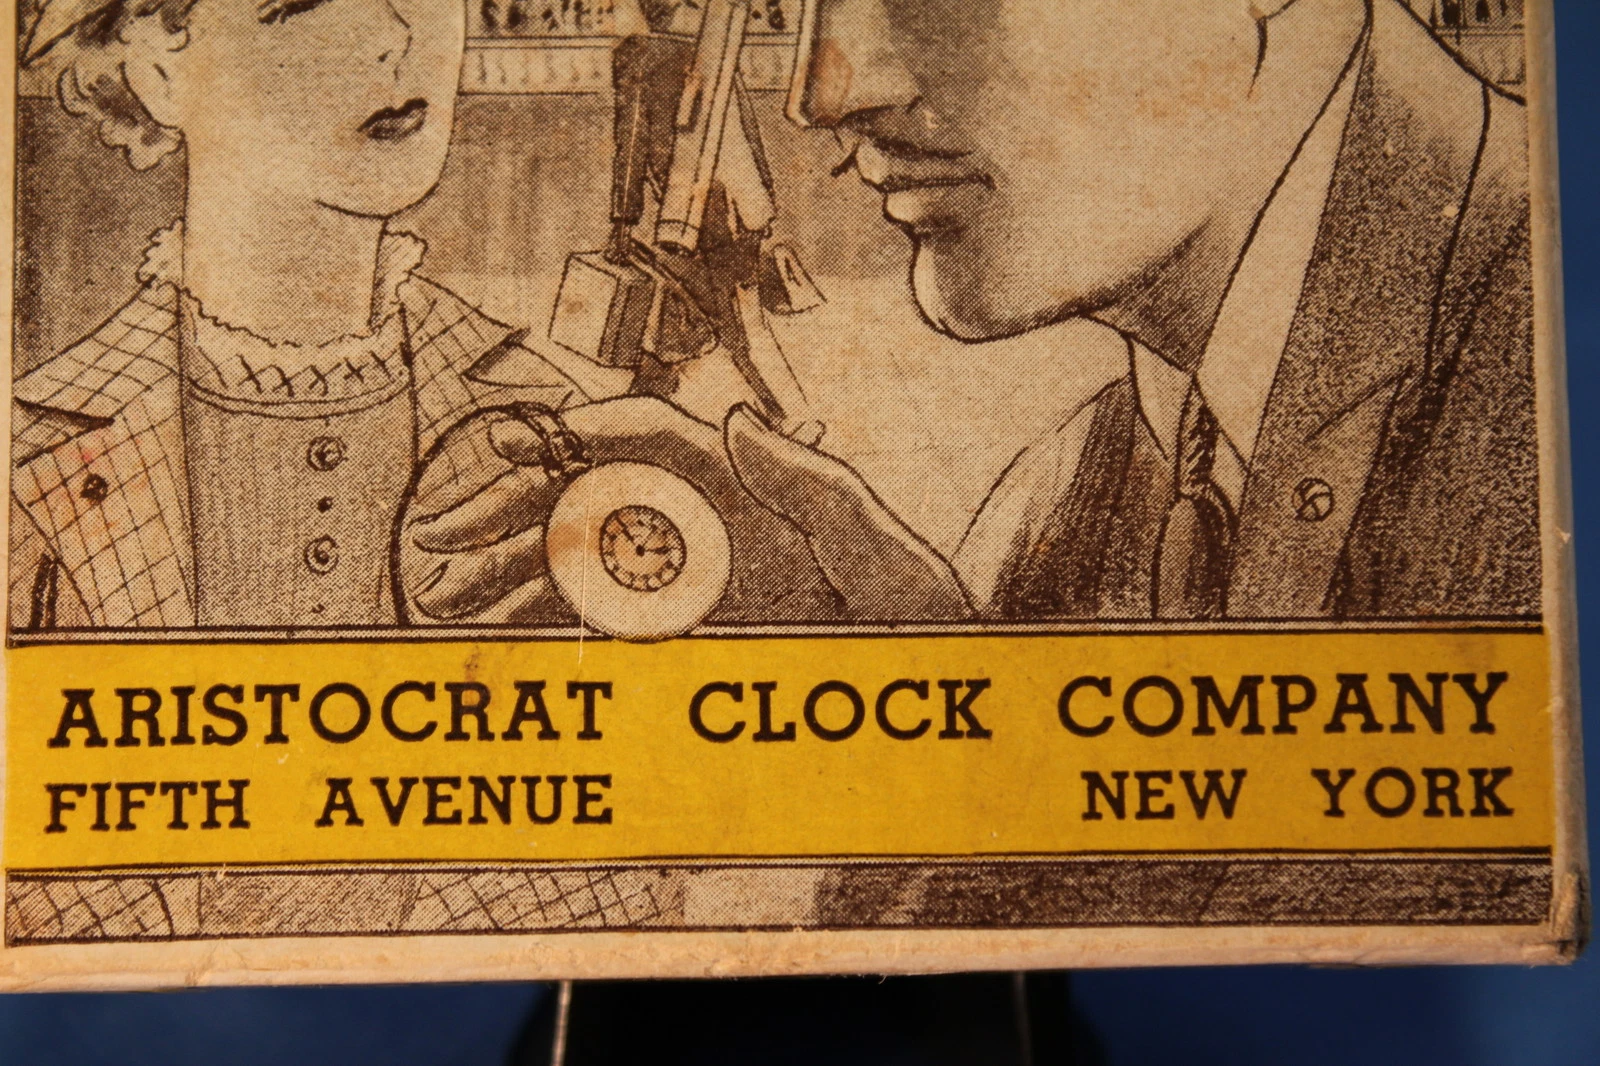 ARISTOCRAT CLOCK COMPANY
FIFTH AVENUE NEW YORK